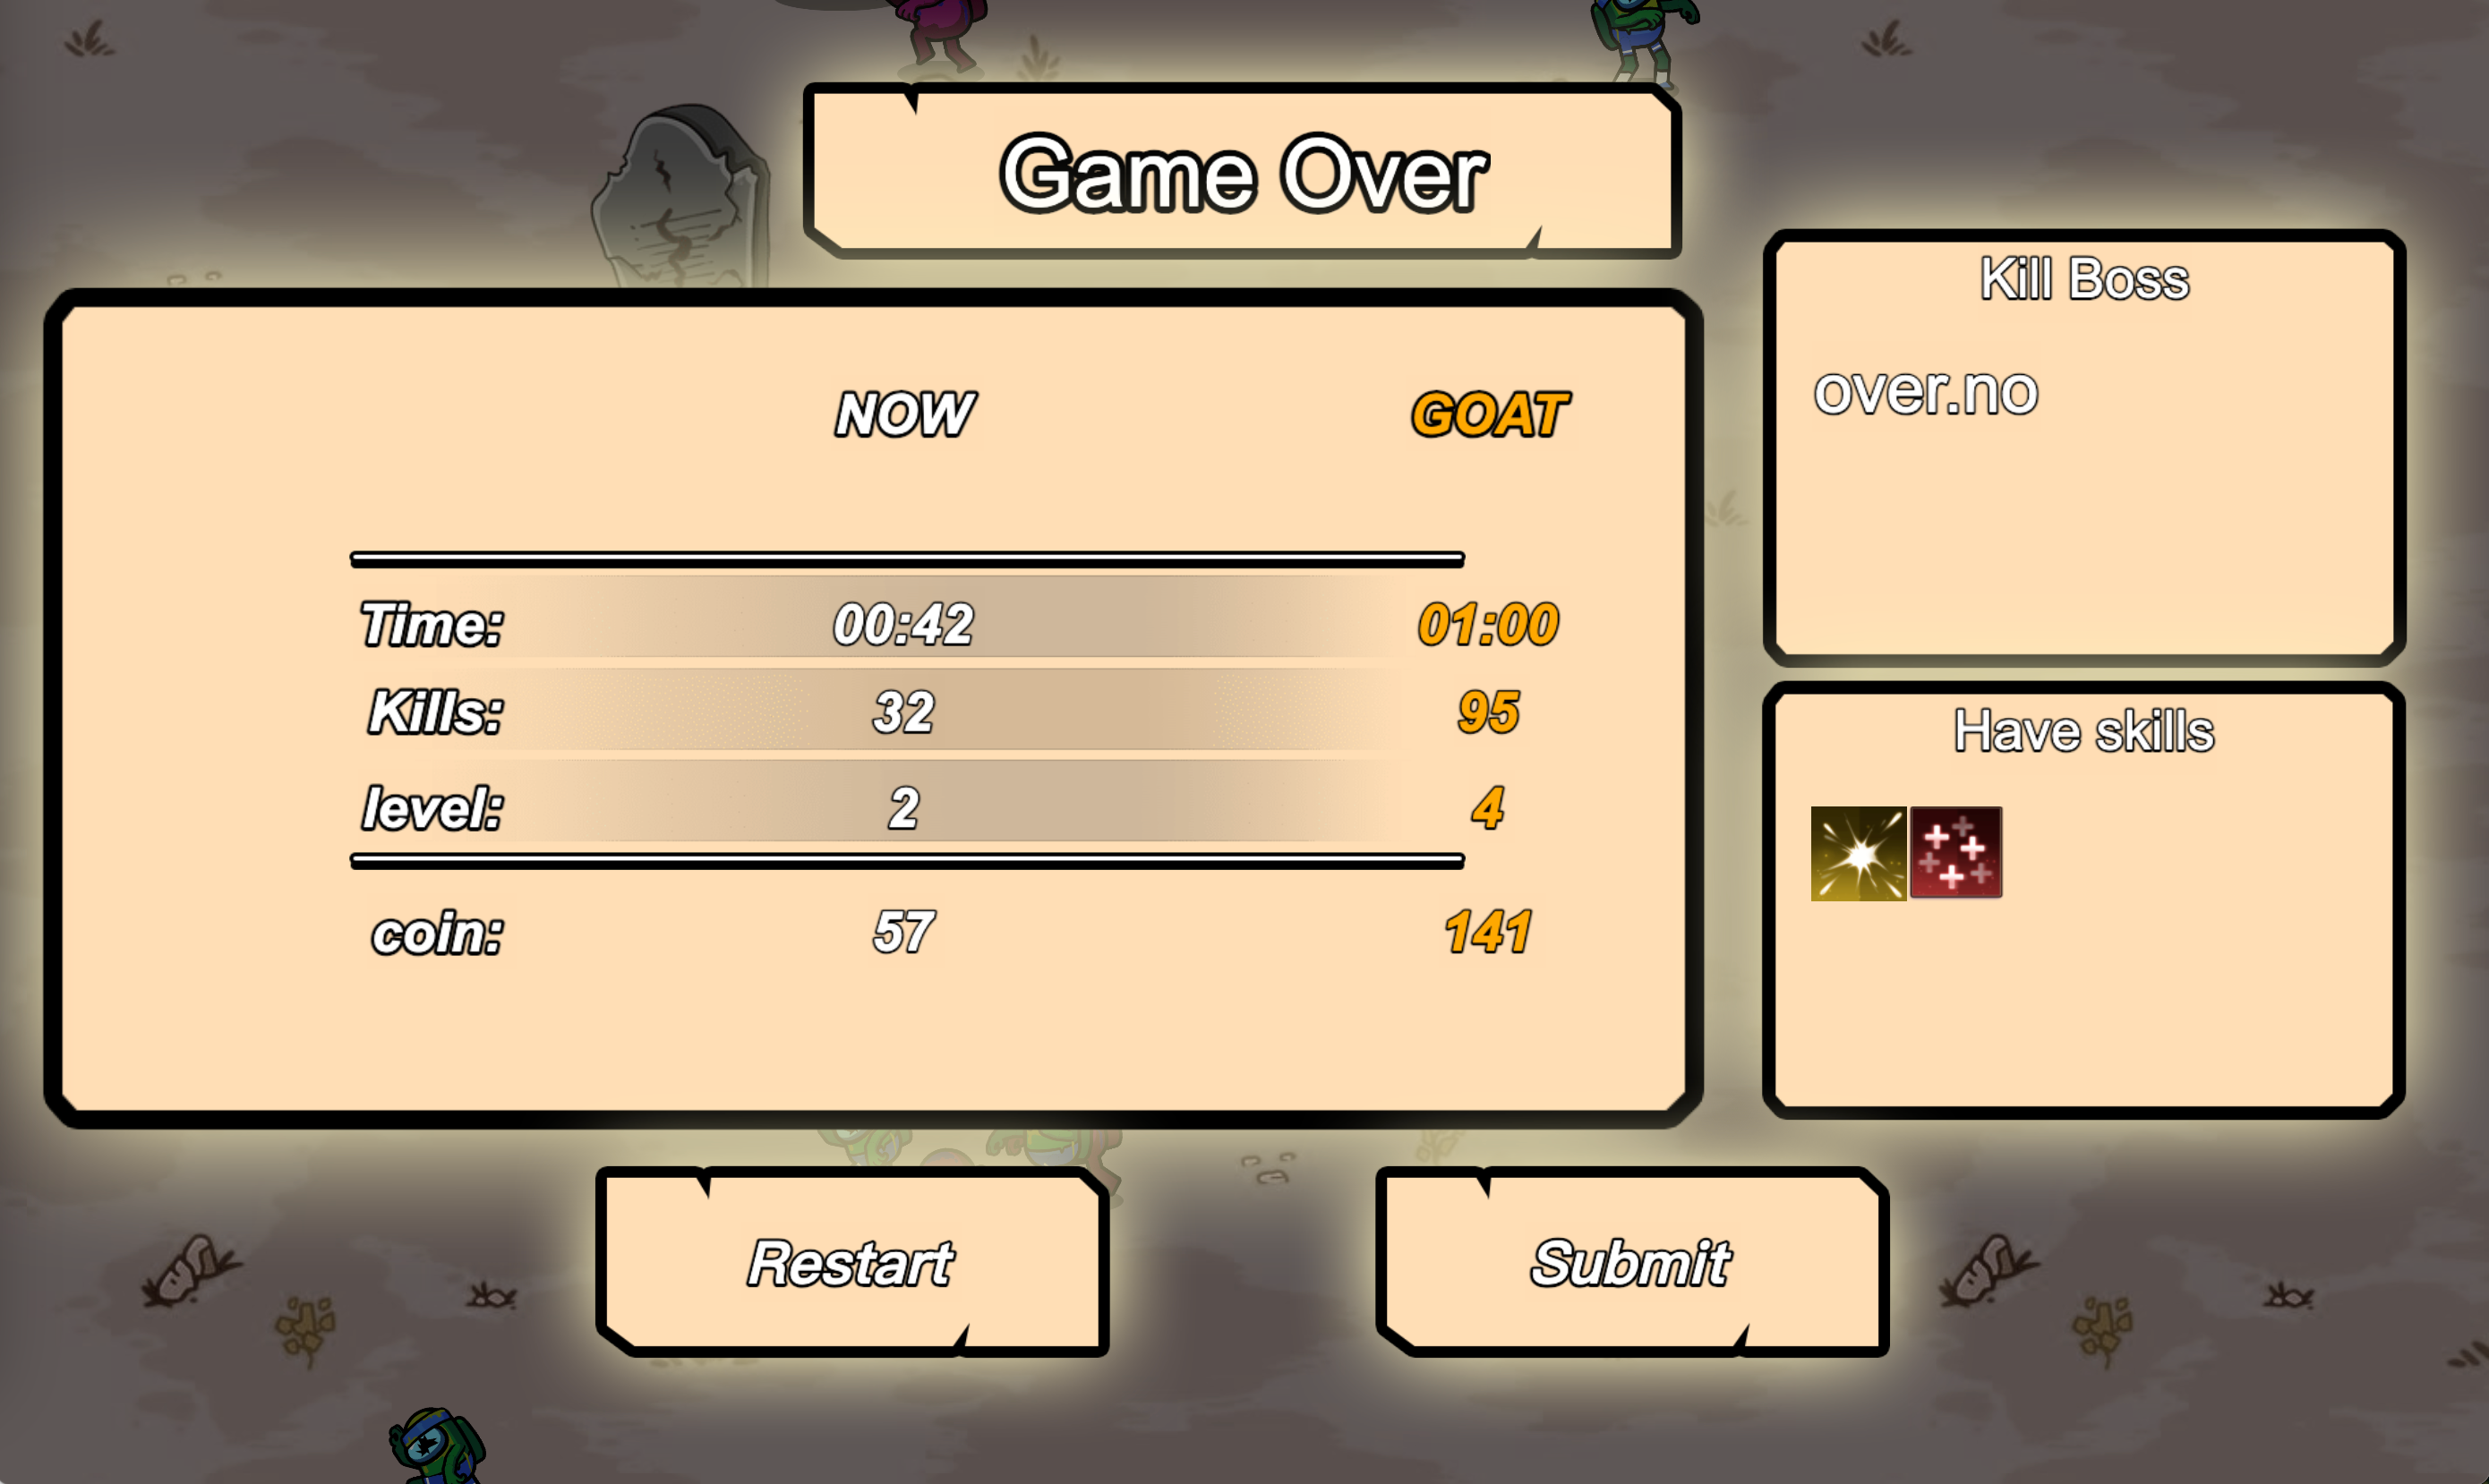 Game Over
NOW GOAT
Time: 00:42 01:00
Kills: 32 95
level: 2 4
coin: 57 141
Kill Boss
over.no
Have skills
Restart
Submit